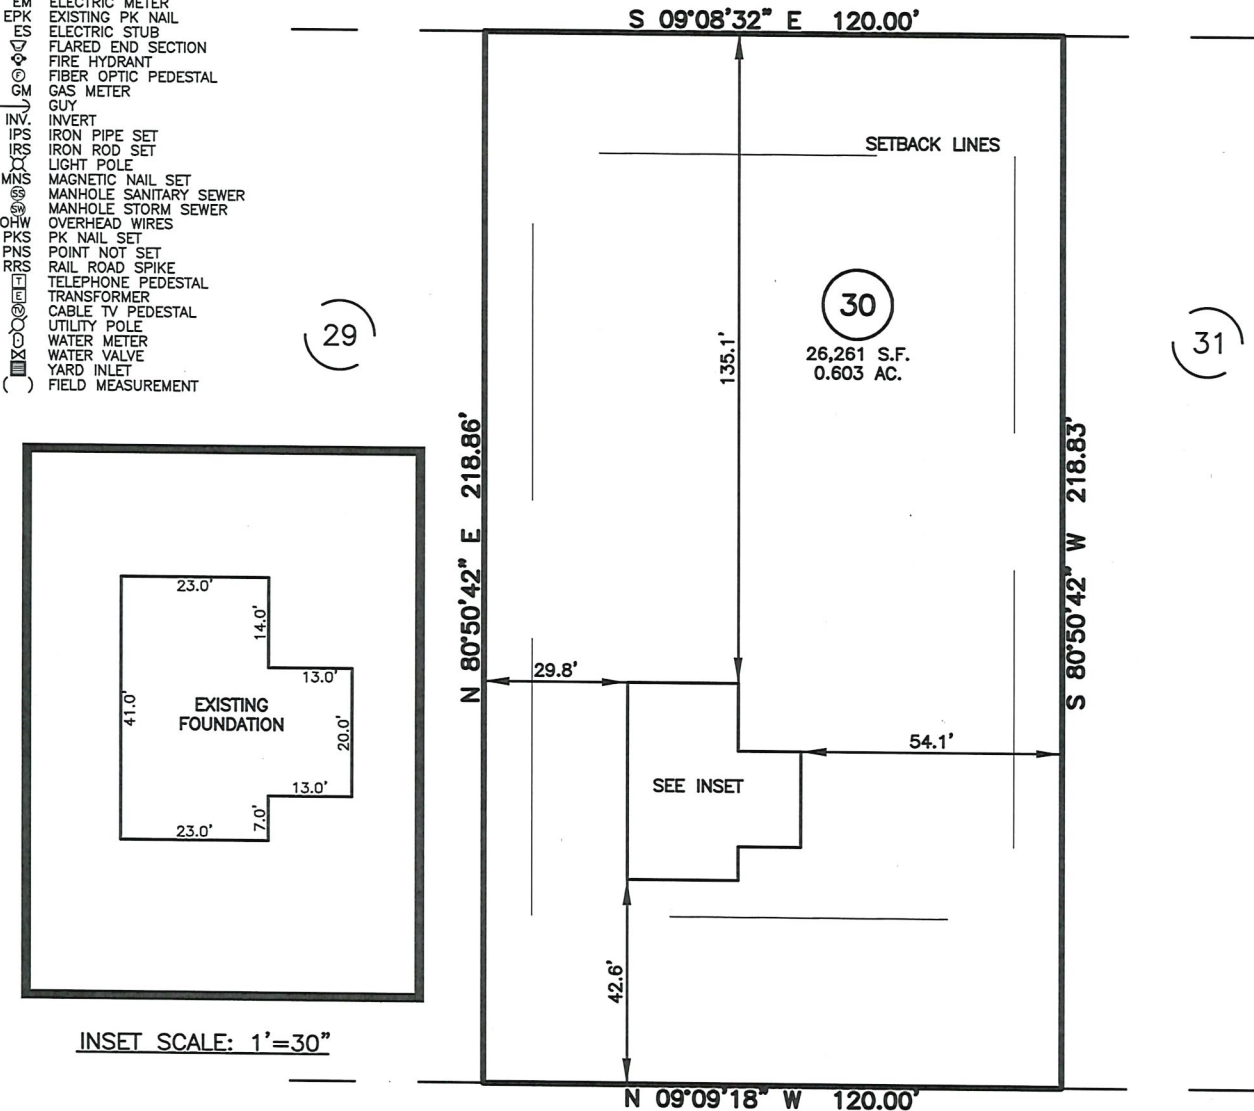 EM ELECTRIC METER
EPK EXISTING PK NAIL
ES ELECTRIC STUB
FLARED END SECTION
FIRE HYDRANT
F FIBER OPTIC PEDESTAL
GM GAS METER
GUY
INV. INVERT
IPS IRON PIPE SET
IRS IRON ROD SET
LIGHT POLE
MNS MAGNETIC NAIL SET
SS MANHOLE SANITARY SEWER
SW MANHOLE STORM SEWER
OHW OVERHEAD WIRES
PKS PK NAIL SET
PNS POINT NOT SET
RRS RAIL ROAD SPIKE
T TELEPHONE PEDESTAL
E TRANSFORMER
CABLE TV PEDESTAL
UTILITY POLE
WATER METER
WATER VALVE
YARD INLET
( ) FIELD MEASUREMENT
S 09°08'32" E 120.00'
SETBACK LINES
29
30
26,261 S.F.
0.603 AC.
31
135.1'
N 80°50'42" E 218.86'
S 80°50'42" W 218.83'
29.8'
54.1'
SEE INSET
42.6'
N 09°09'18" W 120.00'
23.0'
14.0'
13.0'
41.0'
EXISTING
FOUNDATION
20.0'
13.0'
7.0'
23.0'
INSET SCALE: 1'=30"